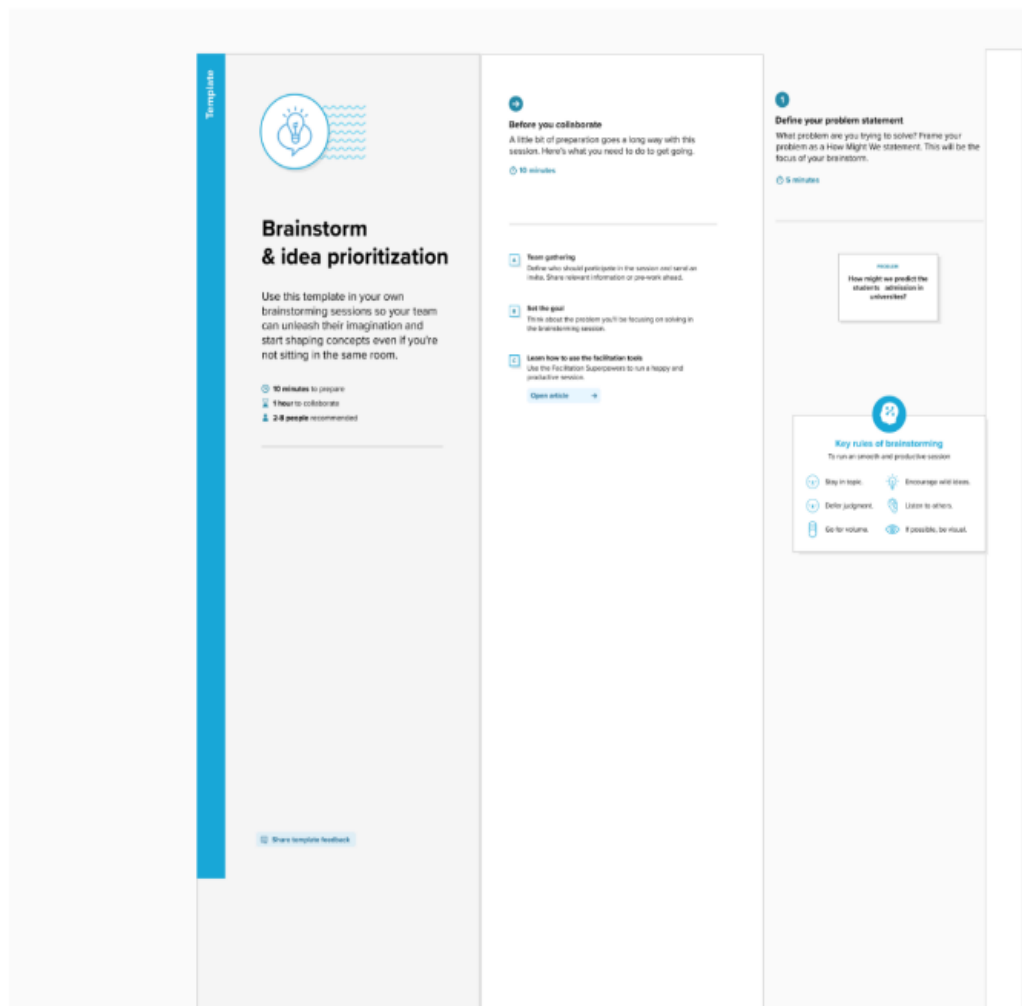 Template
Brainstorm
& idea prioritization
Use this template in your own
brainstorming sessions so your team
can unleash their imagination and
start shaping concepts even if you're
not sitting in the same room.
10 minutes to prepare
1 hour to collaborate
2-8 people recommended
Share template feedback
Before you collaborate
A little bit of preparation goes a long way with this
session. Here's what you need to do to get going.
10 minutes
A
Team gathering
Define who should participate in the session and send an
invite. Share relevant information or pre-work ahead.
B
Set the goal
Think about the problem you'll be focusing on solving in
the brainstorming session.
C
Learn how to use the facilitation tools
Use the Facilitation Superpowers to run a happy and
productive session.
Open article
1
Define your problem statement
What problem are you trying to solve? Frame your
problem as a How Might We statement. This will be the
focus of your brainstorm.
5 minutes
PROBLEM
How might we predict the
students admission in
universities?
Key rules of brainstorming
To run an smooth and productive session
Stay in topic.
Encourage wild ideas.
Defer judgment.
Listen to others.
Go for volume.
If possible, be visual.